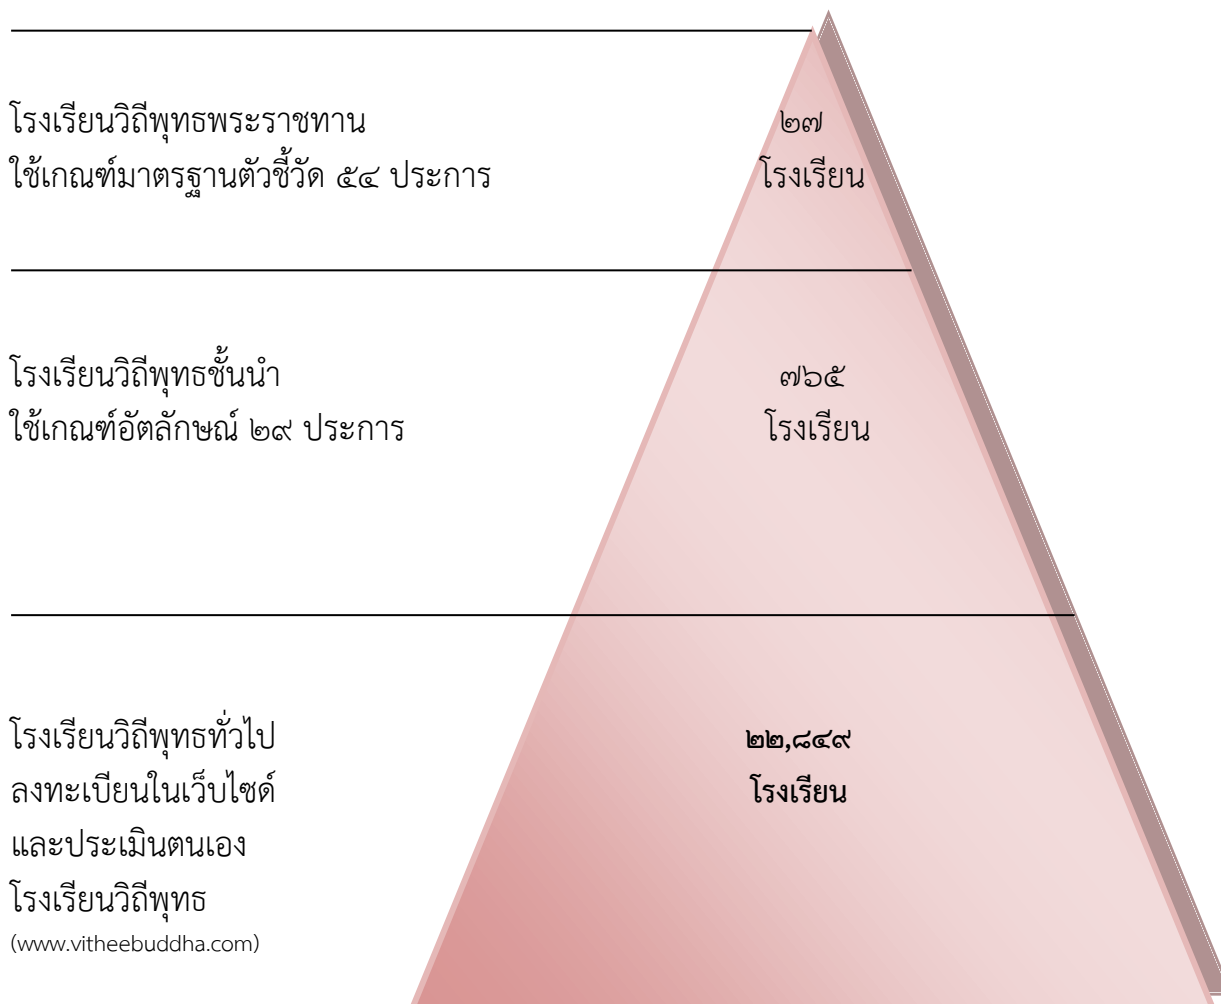 โรงเรียนวิถีพุทธพระราชทาน
ใช้เกณฑ์มาตรฐานตัวชี้วัด ๕๔ ประการ
๒๗
โรงเรียน
โรงเรียนวิถีพุทธชั้นนำ
ใช้เกณฑ์อัตลักษณ์ ๒๙ ประการ
๗๖๕
โรงเรียน
โรงเรียนวิถีพุทธทั่วไป
ลงทะเบียนในเว็บไซด์
และประเมินตนเอง
โรงเรียนวิถีพุทธ
(www.vitheebuddha.com)
๒๒,๘๔๙
โรงเรียน